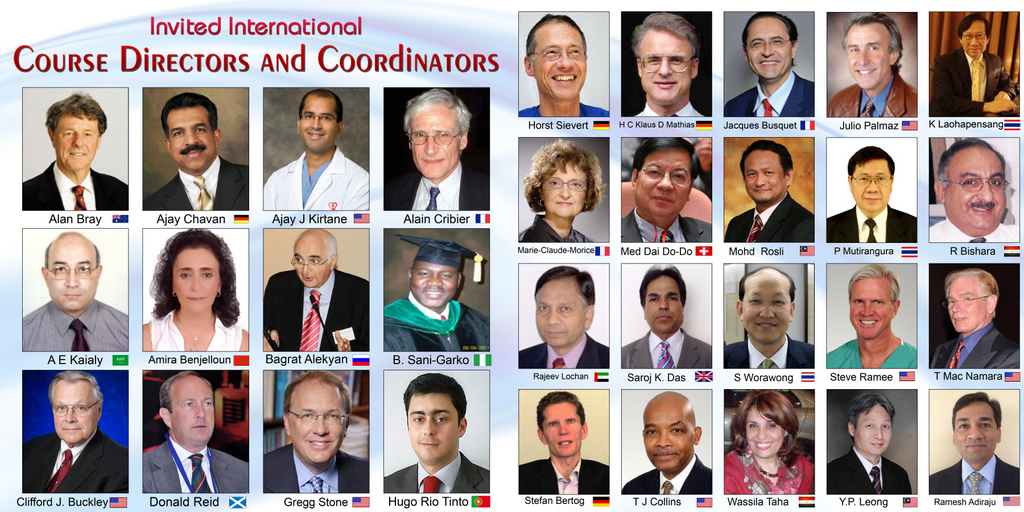 Invited International
COURSE DIRECTORS AND COORDINATORS
Alan Bray
Ajay Chavan
Ajay J Kirtane
Alain Cribier
A E Kaialy
Amira Benjelloun
Bagrat Alekyan
B. Sani-Garko
Clifford J. Buckley
Donald Reid
Gregg Stone
Hugo Rio Tinto
Horst Sievert
H C Klaus D Mathias
Jacques Busquet
Julio Palmaz
K Laohapensang
Marie-Claude-Morice
Med Dai Do-Do
Mohd Rosli
P Mutirangura
R Bishara
Rajeev Lochan
Saroj K. Das
S Worawong
Steve Ramee
T Mac Namara
Stefan Bertog
T J Collins
Wassila Taha
Y.P. Leong
Ramesh Adiraju